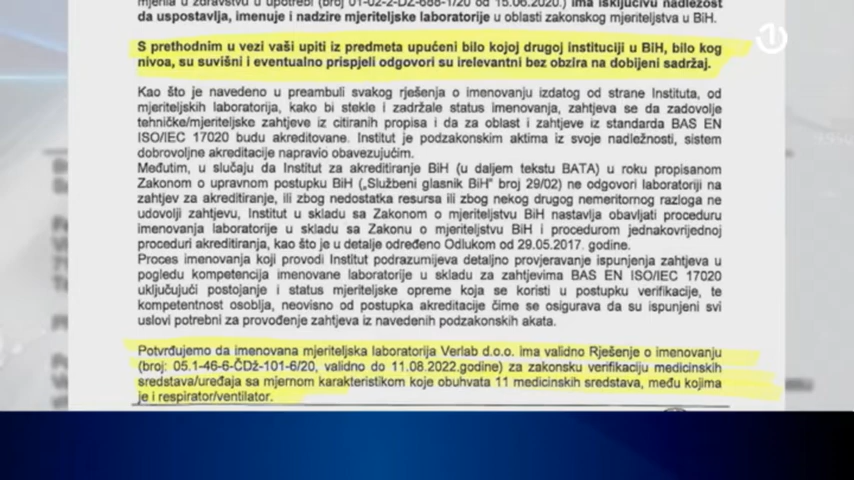 mjerila u zdravstvu u upotrebi (broj 01-02-2-DZ-688-1/20 od 15.06.2020.) ima isključivu nadležnost
da uspostavlja, imenuje i nadzire mjeriteljske laboratorije u oblasti zakonskog mjeriteljstva u BiH.
S prethodnim u vezi vaši upiti iz predmeta upućeni bilo kojoj drugoj instituciji u BiH, bilo kog
nivoa, su suvišni i eventualno prispjeli odgovori su irelevantni bez obzira na dobijeni sadržaj.
Kao što je navedeno u preambuli svakog rješenja o imenovanju izdatog od strane Instituta, od
mjeriteljskih laboratorija, kako bi stekle i zadržale status imenovanja, zahtjeva se da zadovolje
tehničke/mjeriteljske zahtjeve iz citiranih propisa i da za oblast i zahtjeve iz standarda BAS EN
ISO/IEC 17020 budu akreditovane. Institut je podzakonskim aktima iz svoje nadležnosti, sistem
dobrovoljne akreditacije napravio obavezujućim.
Međutim, u slučaju da Institut za akreditiranje BiH (u daljem tekstu BATA) u roku propisanom
Zakonom o upravnom postupku BiH („Službeni glasnik BiH" broj 29/02) ne odgovori laboratoriji na
zahtjev za akreditiranje, ili zbog nedostatka resursa ili zbog nekog drugog nemeritornog razloga ne
udovolji zahtjevu, Institut u skladu sa Zakonom o mjeriteljstvu BiH nastavlja obavljati proceduru
imenovanja laboratorije u skladu sa Zakonu o mjeriteljstvu BiH i procedurom jednakovrijednoj
proceduri akreditiranja, kao što je u detalje određeno Odlukom od 29.05.2017. godine.
Proces imenovanja koji provodi Institut podrazumijeva detaljno provjeravanje ispunjenja zahtjeva u
pogledu kompetencija imenovane laboratorije u skladu za zahtjevima BAS EN ISO/IEC 17020
uključujući postojanje i status mjeriteljske opreme koja se koristi u postupku verifikacije, te
kompetentnost osoblja, neovisno od postupka akreditacije čime se osigurava da su ispunjeni svi
uslovi potrebni za provođenje zahtjeva iz navedenih podzakonskih akata.
Potvrđujemo da imenovana mjeriteljska laboratorija Verlab d.o.o. ima validno Rješenje o imenovanju
(broj: 05.1-46-6-ČDž-101-6/20, validno do 11.08.2022.godine) za zakonsku verifikaciju medicinskih
sredstava/uređaja sa mjernom karakteristikom koje obuhvata 11 medicinskih sredstava, među kojima
je i respirator/ventilator.